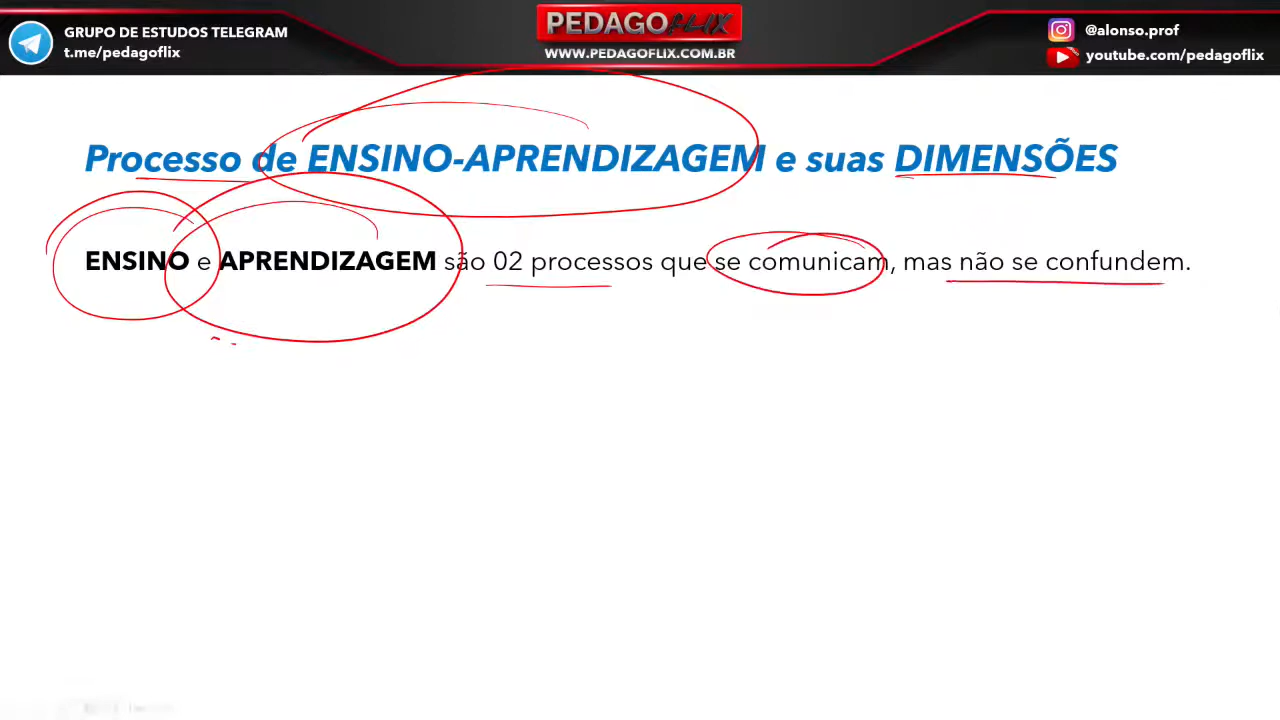 GRUPO DE ESTUDOS TELEGRAM
t.me/pedagoflix
PEDAGOFLIX
WWW.PEDAGOFLIX.COM.BR
@alonso.prof
youtube.com/pedagoflix
Processo de ENSINO-APRENDIZAGEM e suas DIMENSÕES
ENSINO e APRENDIZAGEM são 02 processos que se comunicam, mas não se confundem.